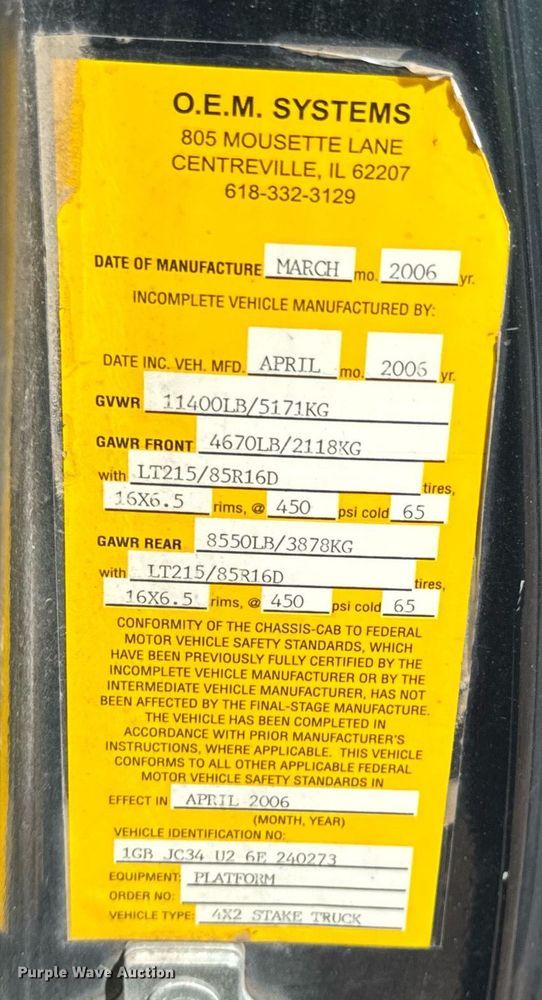 O.E.M. SYSTEMS
805 MOUSETTE LANE
CENTREVILLE, IL 62207
618-332-3129
DATE OF MANUFACTURE MARCH mo. 2006 yr.
INCOMPLETE VEHICLE MANUFACTURED BY:
DATE INC. VEH. MFD. APRIL mo. 2006 yr.
GVWR 11400LB/5171KG
GAWR FRONT 4670LB/2118KG
with LT215/85R16D tires,
16X6.5 rims, @ 450 psi cold 65
GAWR REAR 8550LB/3878KG
with LT215/85R16D tires,
16X6.5 rims, @ 450 psi cold 65
CONFORMITY OF THE CHASSIS-CAB TO FEDERAL
MOTOR VEHICLE SAFETY STANDARDS, WHICH
HAVE BEEN PREVIOUSLY FULLY CERTIFIED BY THE
INCOMPLETE VEHICLE MANUFACTURER OR BY THE
INTERMEDIATE VEHICLE MANUFACTURER, HAS NOT
BEEN AFFECTED BY THE FINAL-STAGE MANUFACTURE.
THE VEHICLE HAS BEEN COMPLETED IN
ACCORDANCE WITH PRIOR MANUFACTURER'S
INSTRUCTIONS, WHERE APPLICABLE. THIS VEHICLE
CONFORMS TO ALL OTHER APPLICABLE FEDERAL
MOTOR VEHICLE SAFETY STANDARDS IN
EFFECT IN APRIL 2006
(MONTH, YEAR)
VEHICLE IDENTIFICATION NO:
1GB JC34 U2 6E 240273
EQUIPMENT: PLATFORM
ORDER NO:
VEHICLE TYPE: 4X2 STAKE TRUCK
Purple Wave Auction